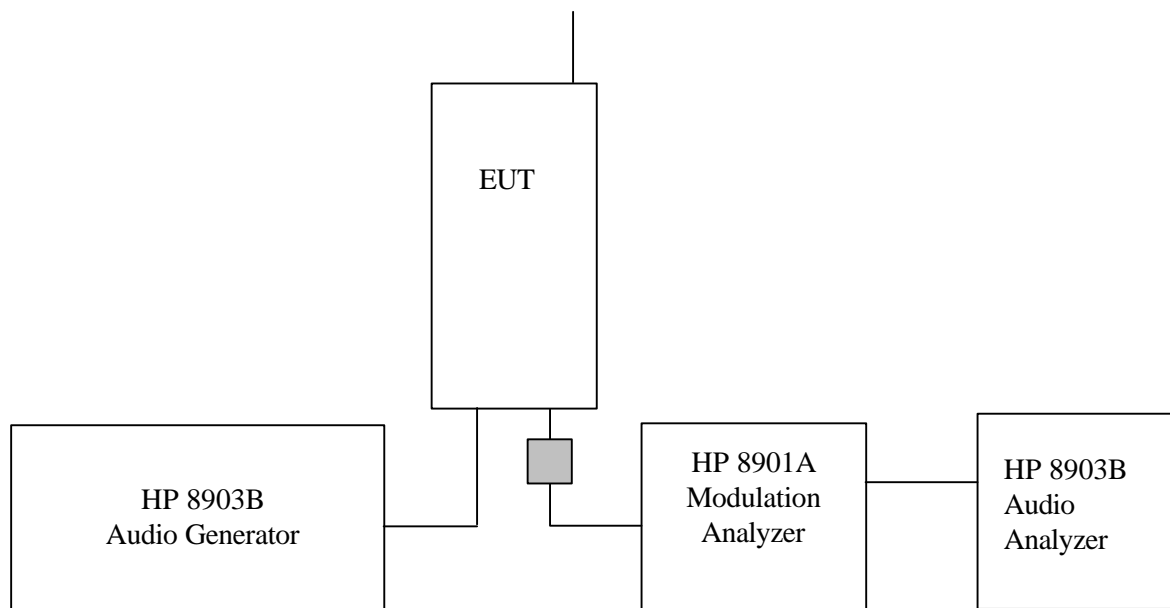 EUT
HP 8903B
Audio Generator
HP 8901A
Modulation
Analyzer
HP 8903B
Audio
Analyzer